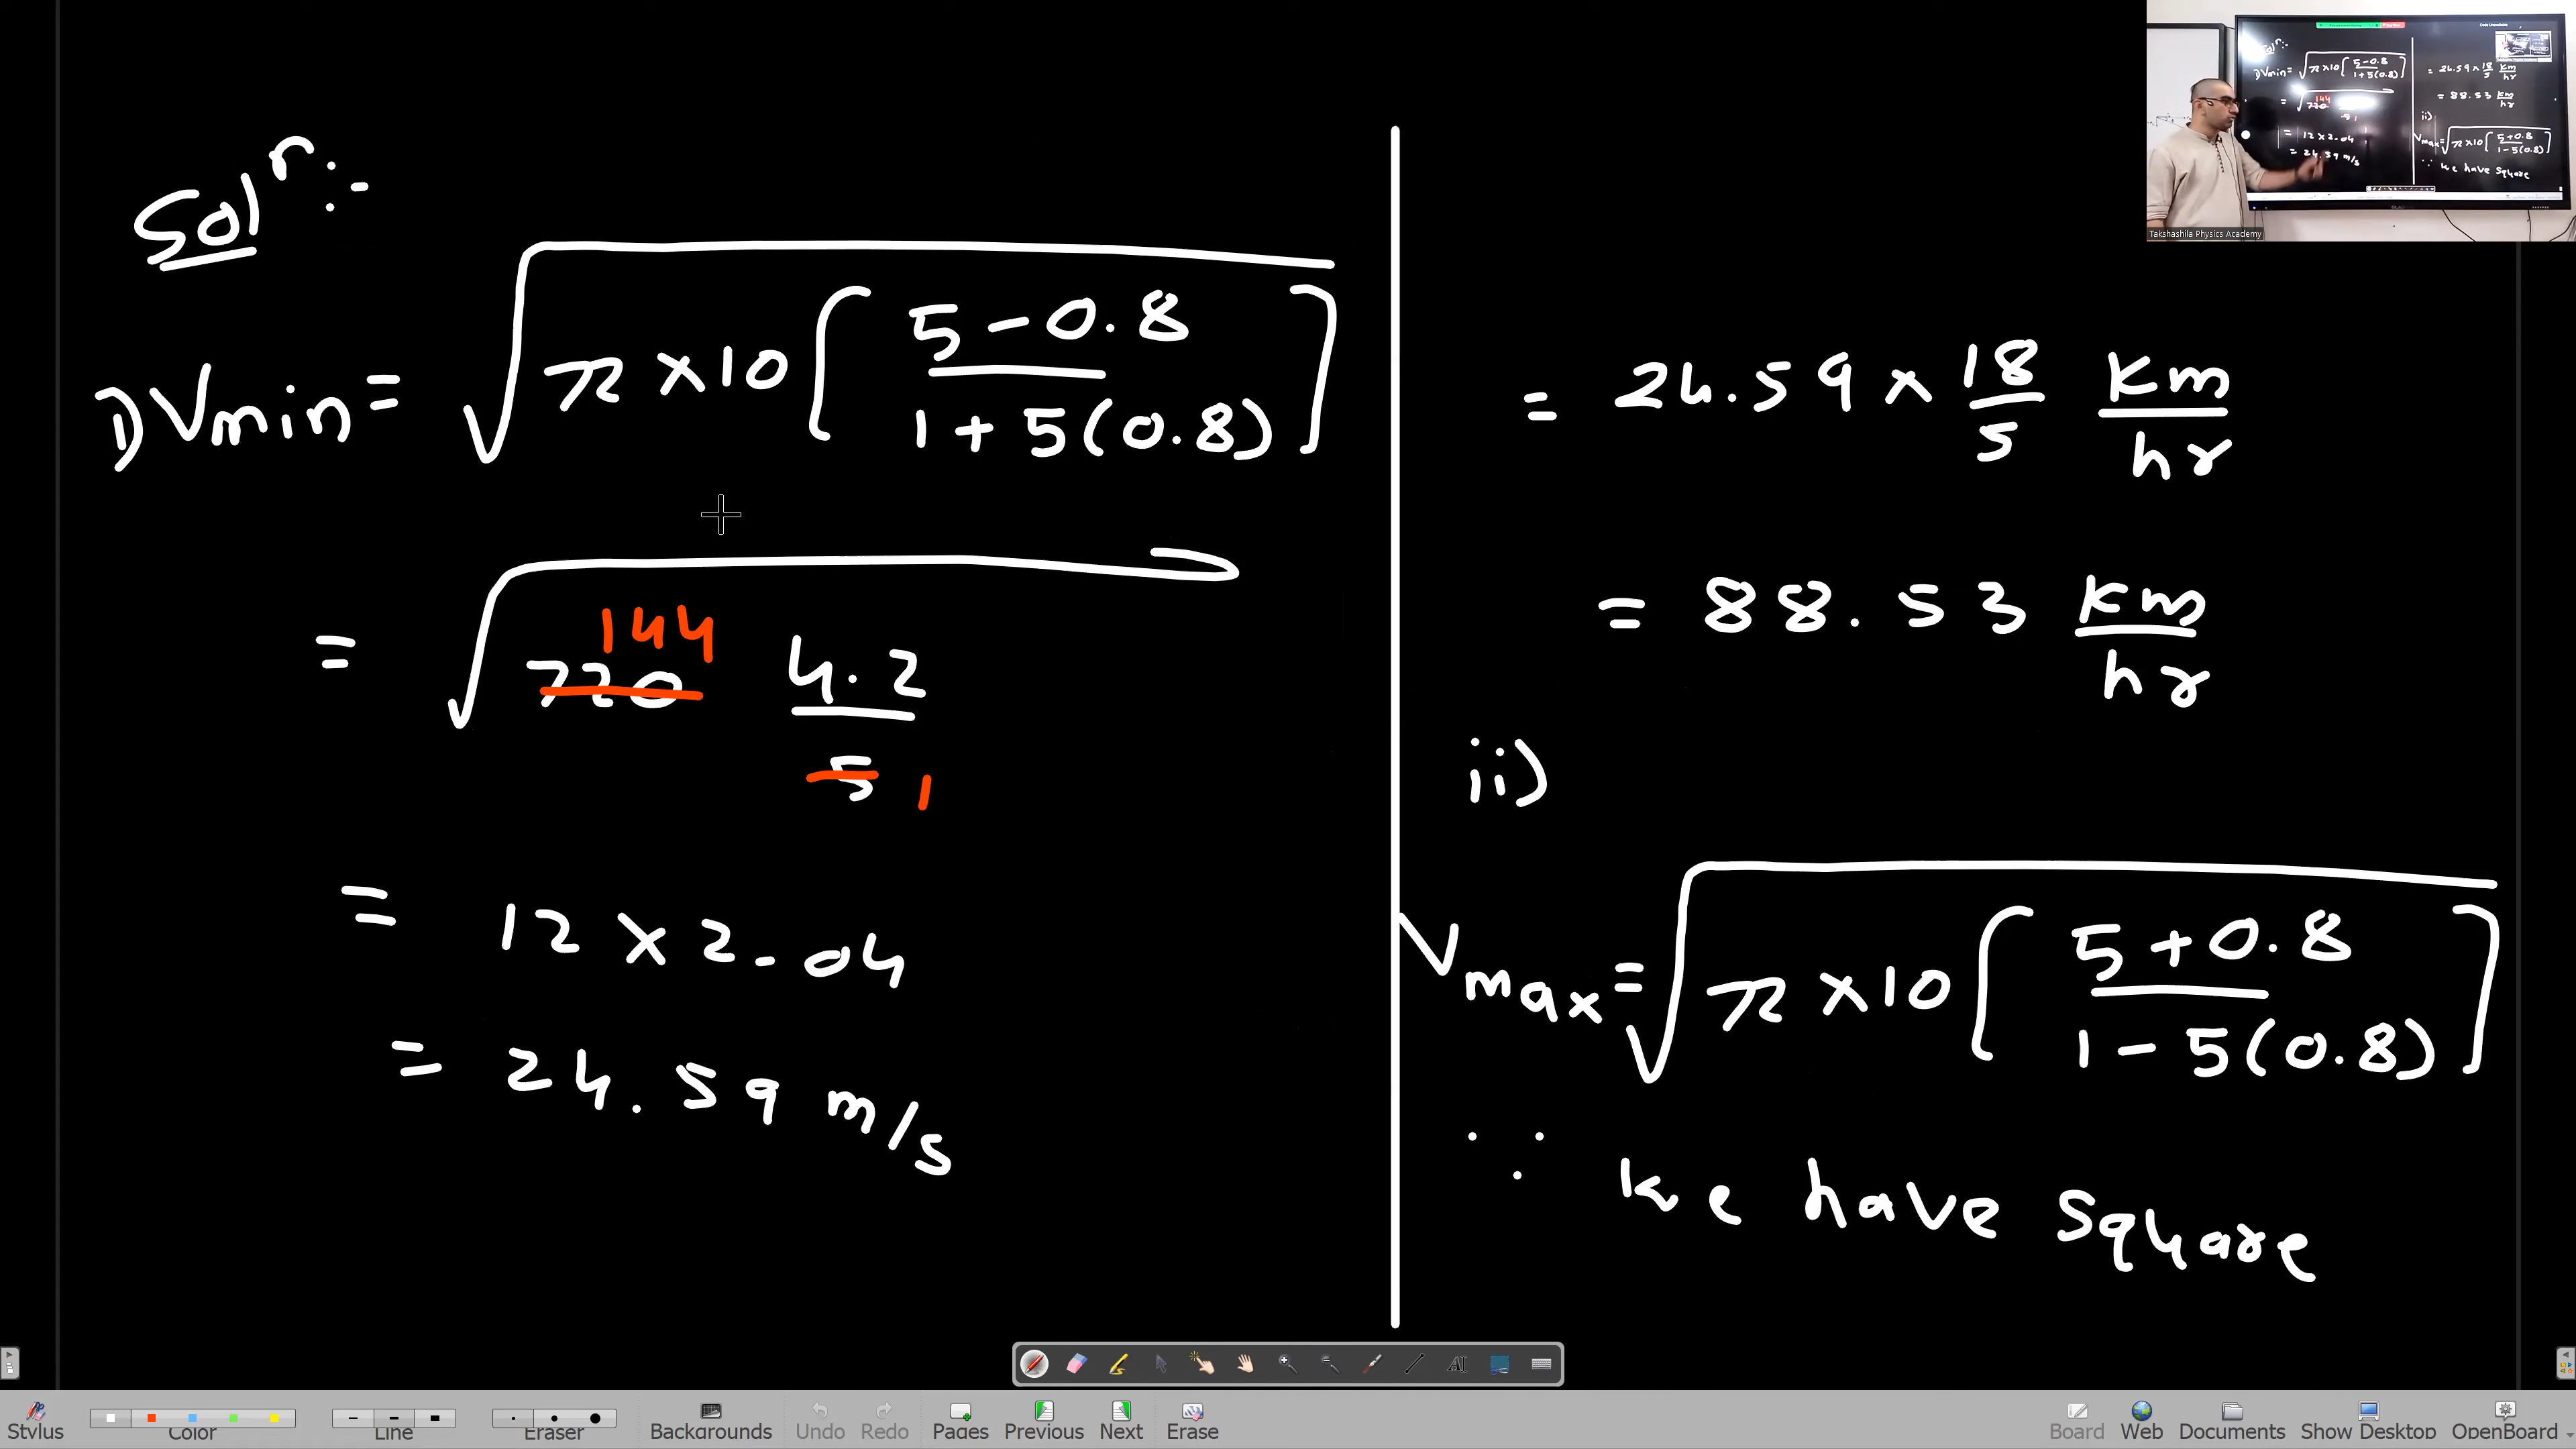 Solⁿ :-
i) Vmin = √(72 × 10 [ (5 - 0.8) / (1 + 5(0.8)) ])
144
= √(720 4.2 / 5) 1
= 12 × 2.04
= 24.59 m/s
= 24.59 × 18/5 km/hr
= 88.53 km/hr
ii)
Vmax = √(72 × 10 [ (5 + 0.8) / (1 - 5(0.8)) ])
∵ we have square
Takshashila Physics Academy
Stylus
Color
Line
Eraser
Backgrounds
Undo
Redo
Pages
Previous
Next
Erase
Board
Web
Documents
Show Desktop
OpenBoard